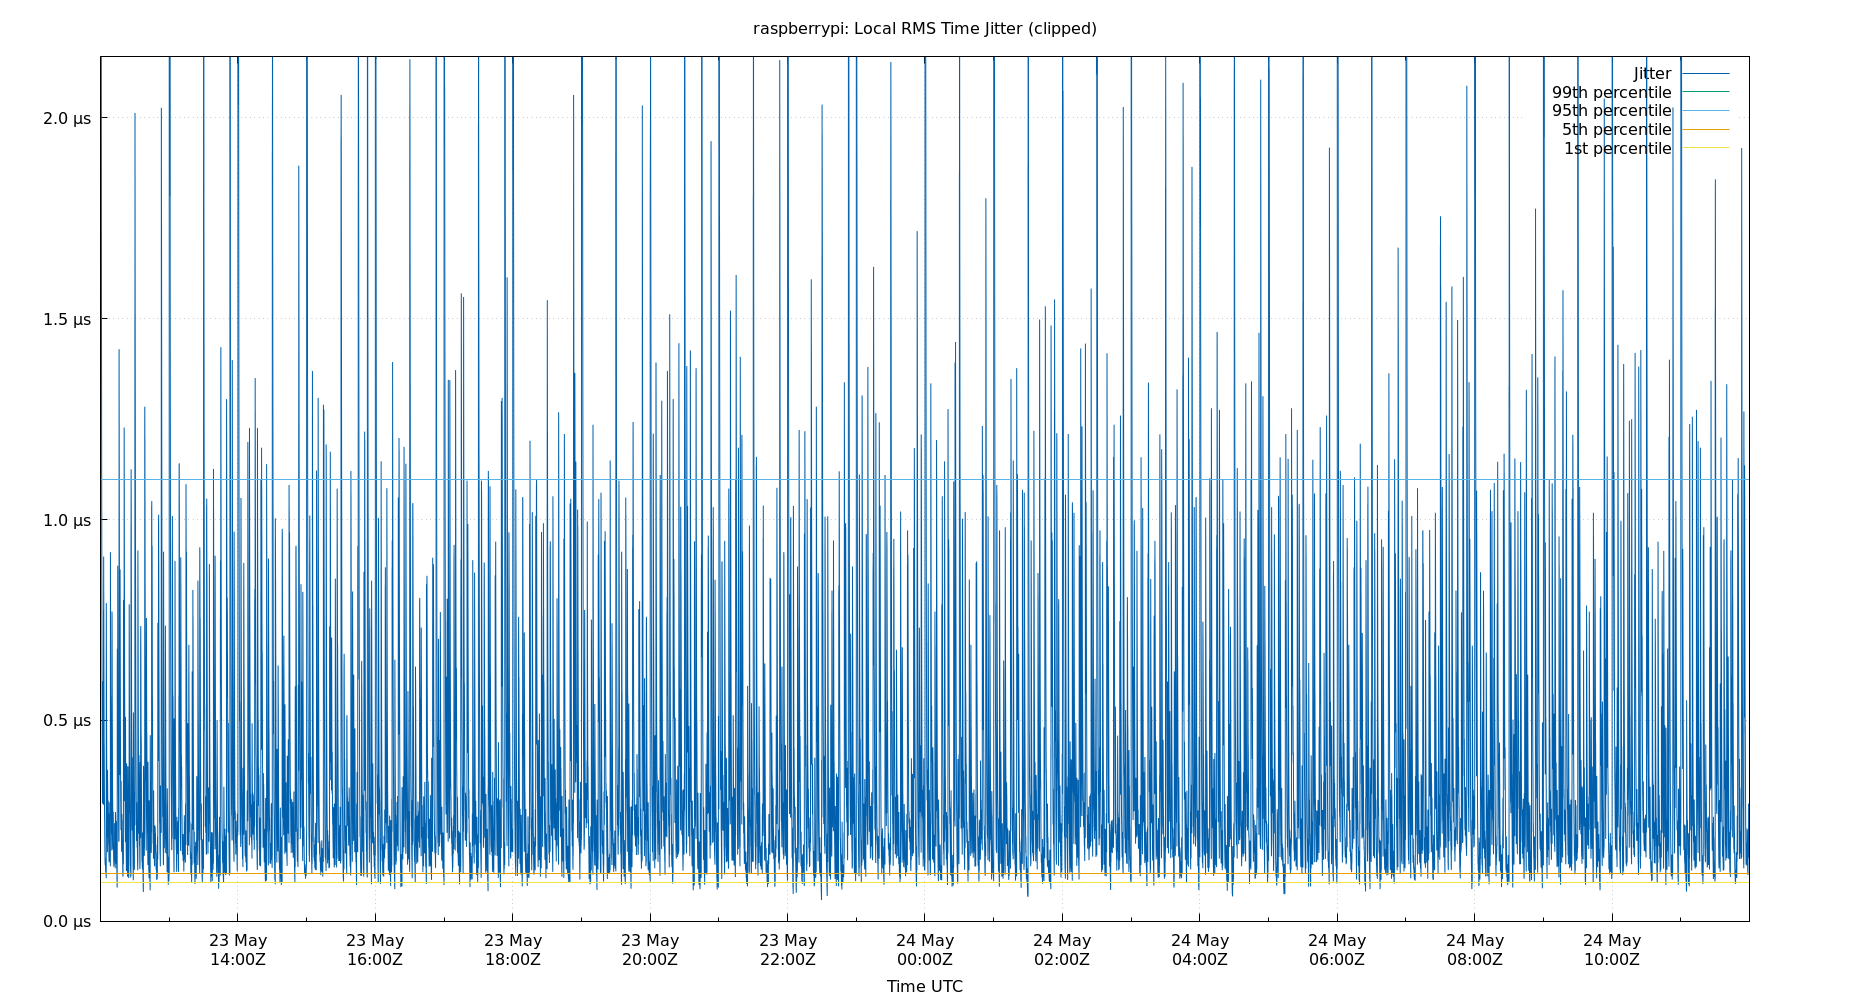 raspberrypi: Local RMS Time Jitter (clipped)
Jitter
99th percentile
95th percentile
5th percentile
1st percentile
2.0 µs
1.5 µs
1.0 µs
0.5 µs
0.0 µs
23 May 23 May 23 May 23 May 23 May 24 May 24 May 24 May 24 May 24 May 24 May
14:00Z 16:00Z 18:00Z 20:00Z 22:00Z 00:00Z 02:00Z 04:00Z 06:00Z 08:00Z 10:00Z
Time UTC